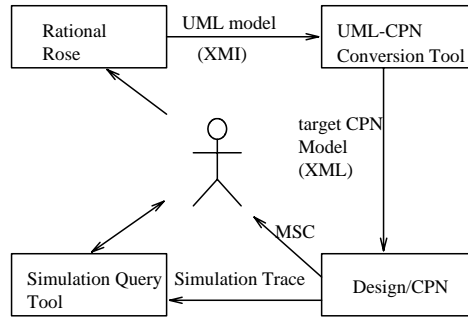 Rational
Rose
UML model
(XMI)
UML-CPN
Conversion Tool
target CPN
Model
(XML)
MSC
Simulation Query
Tool
Simulation Trace
Design/CPN